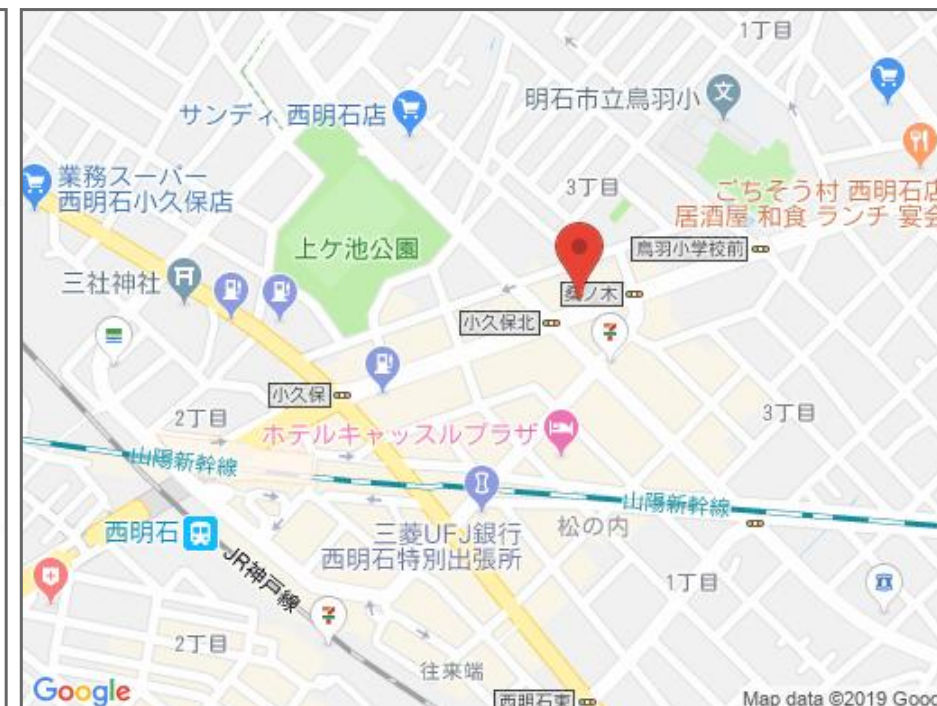 1丁目
サンディ 西明石店
明石市立鳥羽小
文
業務スーパー
西明石小久保店
3丁目
ごちそう村 西明石店
居酒屋 和食 ランチ 宴会
上ケ池公園
鳥羽小学校前
三社神社
桑ノ木
小久保北
7
小久保
2丁目
3丁目
ホテルキャッスルプラザ
山陽新幹線
山陽新幹線
西明石
三菱UFJ銀行
西明石特別出張所
松の内
JR神戸線
1丁目
7
2丁目
往来端
西明石東
Google
Map data ©2019 Goog